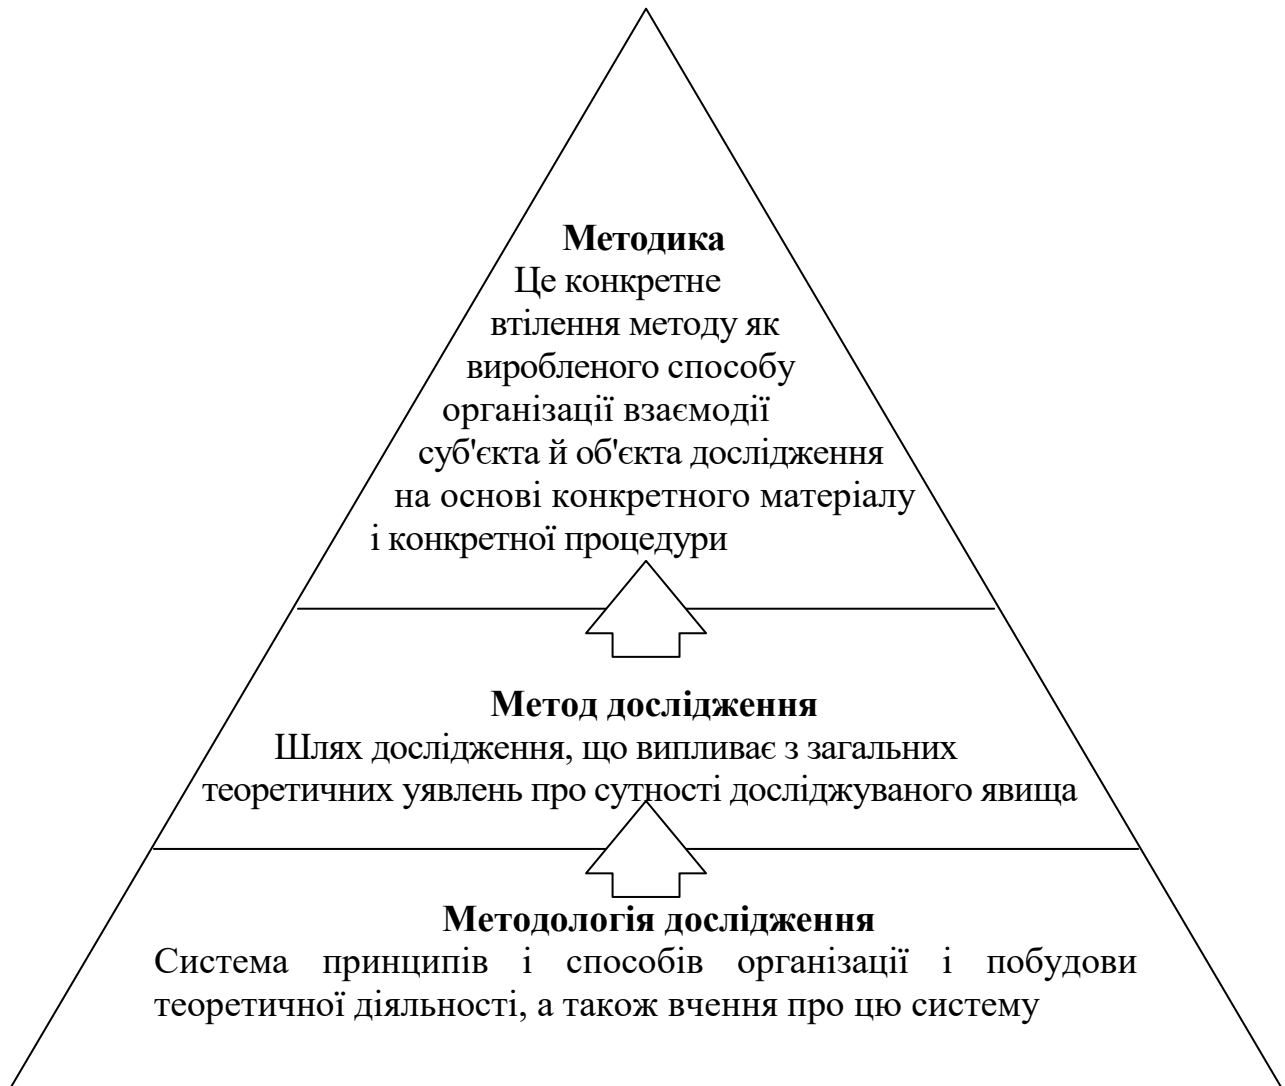 Методика
Це конкретне
втілення методу як
виробленого способу
організації взаємодії
суб'єкта й об'єкта дослідження
на основі конкретного матеріалу
і конкретної процедури
Метод дослідження
Шлях дослідження, що випливає з загальних
теоретичних уявлень про сутності досліджуваного явища
Методологія дослідження
Система принципів і способів організації і побудови
теоретичної діяльності, а також вчення про цю систему